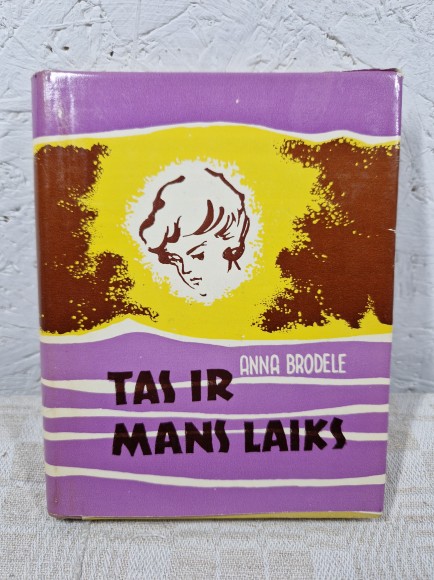 ANNA BRODELE
TAS IR
MANS LAIKS